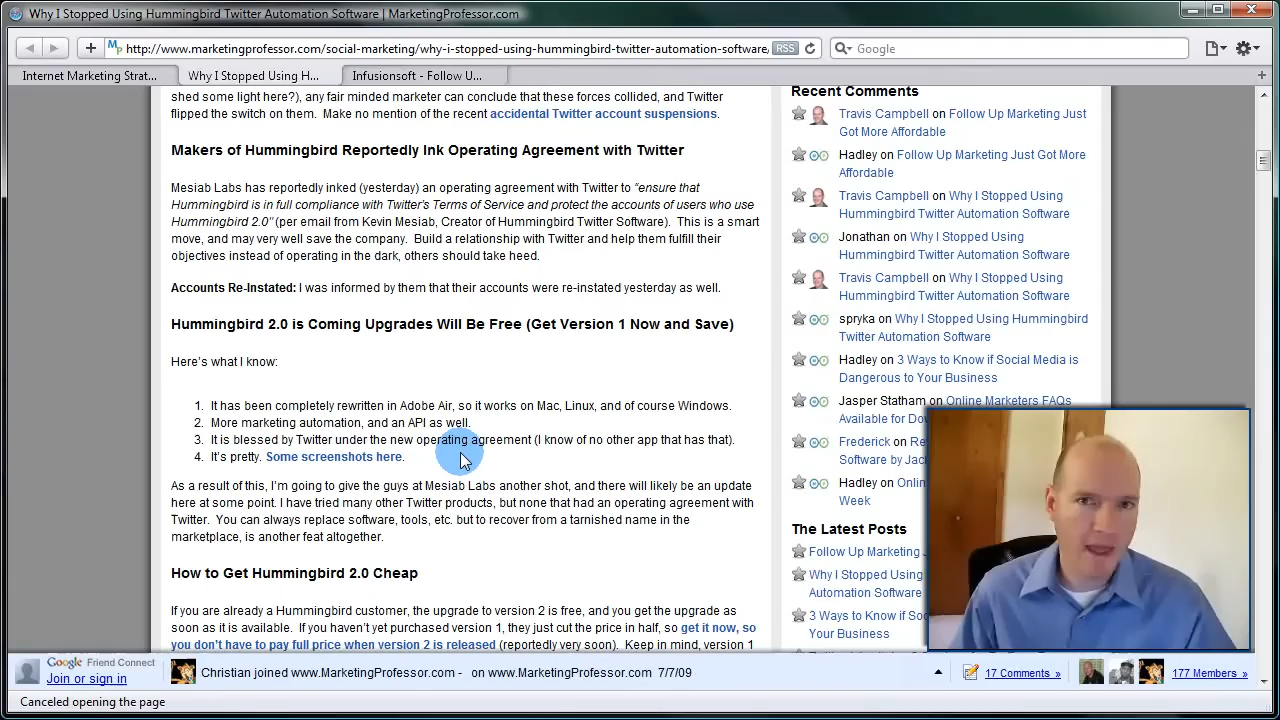 Why I Stopped Using Hummingbird Twitter Automation Software | MarketingProfessor.com
http://www.marketingprofessor.com/social-marketing/why-i-stopped-using-hummingbird-twitter-automation-software/
RSS
Google
Internet Marketing Strat...
Why I Stopped Using H...
Infusionsoft - Follow U...
shed some light here?), any fair minded marketer can conclude that these forces collided, and Twitter
flipped the switch on them. Make no mention of the recent accidental Twitter account suspensions.
Makers of Hummingbird Reportedly Ink Operating Agreement with Twitter
Mesiab Labs has reportedly inked (yesterday) an operating agreement with Twitter to "ensure that
Hummingbird is in full compliance with Twitter's Terms of Service and protect the accounts of users who use
Hummingbird 2.0" (per email from Kevin Mesiab, Creator of Hummingbird Twitter Software). This is a smart
move, and may very well save the company. Build a relationship with Twitter and help them fulfill their
objectives instead of operating in the dark, others should take heed.
Accounts Re-Instated: I was informed by them that their accounts were re-instated yesterday as well.
Hummingbird 2.0 is Coming Upgrades Will Be Free (Get Version 1 Now and Save)
Here's what I know:
1. It has been completely rewritten in Adobe Air, so it works on Mac, Linux, and of course Windows.
2. More marketing automation, and an API as well.
3. It is blessed by Twitter under the new operating agreement (I know of no other app that has that).
4. It's pretty. Some screenshots here.
As a result of this, I'm going to give the guys at Mesiab Labs another shot, and there will likely be an update
here at some point. I have tried many other Twitter products, but none that had an operating agreement with
Twitter. You can always replace software, tools, etc. but to recover from a tarnished name in the
marketplace, is another feat altogether.
How to Get Hummingbird 2.0 Cheap
If you are already a Hummingbird customer, the upgrade to version 2 is free, and you get the upgrade as
soon as it is available. If you haven't yet purchased version 1, they just cut the price in half, so get it now, so
you don't have to pay full price when version 2 is released (reportedly very soon). Keep in mind, version 1
Recent Comments
Travis Campbell on Follow Up Marketing Just
Got More Affordable
Hadley on Follow Up Marketing Just Got More
Affordable
Travis Campbell on Why I Stopped Using
Hummingbird Twitter Automation Software
Jonathan on Why I Stopped Using
Hummingbird Twitter Automation Software
Travis Campbell on Why I Stopped Using
Hummingbird Twitter Automation Software
spryka on Why I Stopped Using Hummingbird
Twitter Automation Software
Hadley on 3 Ways to Know if Social Media is
Dangerous to Your Business
Jasper Statham on Online Marketers FAQs
Available for Do
Frederick on
Software by Jac
Hadley on Onlin
Week
The Latest Posts
Follow Up Marketing J
Why I Stopped Using
Automation Software
3 Ways to Know if Soc
Your Business
Google Friend Connect
Join or sign in
Christian joined www.MarketingProfessor.com - on www.MarketingProfessor.com 7/7/09
17 Comments »
177 Members »
Canceled opening the page